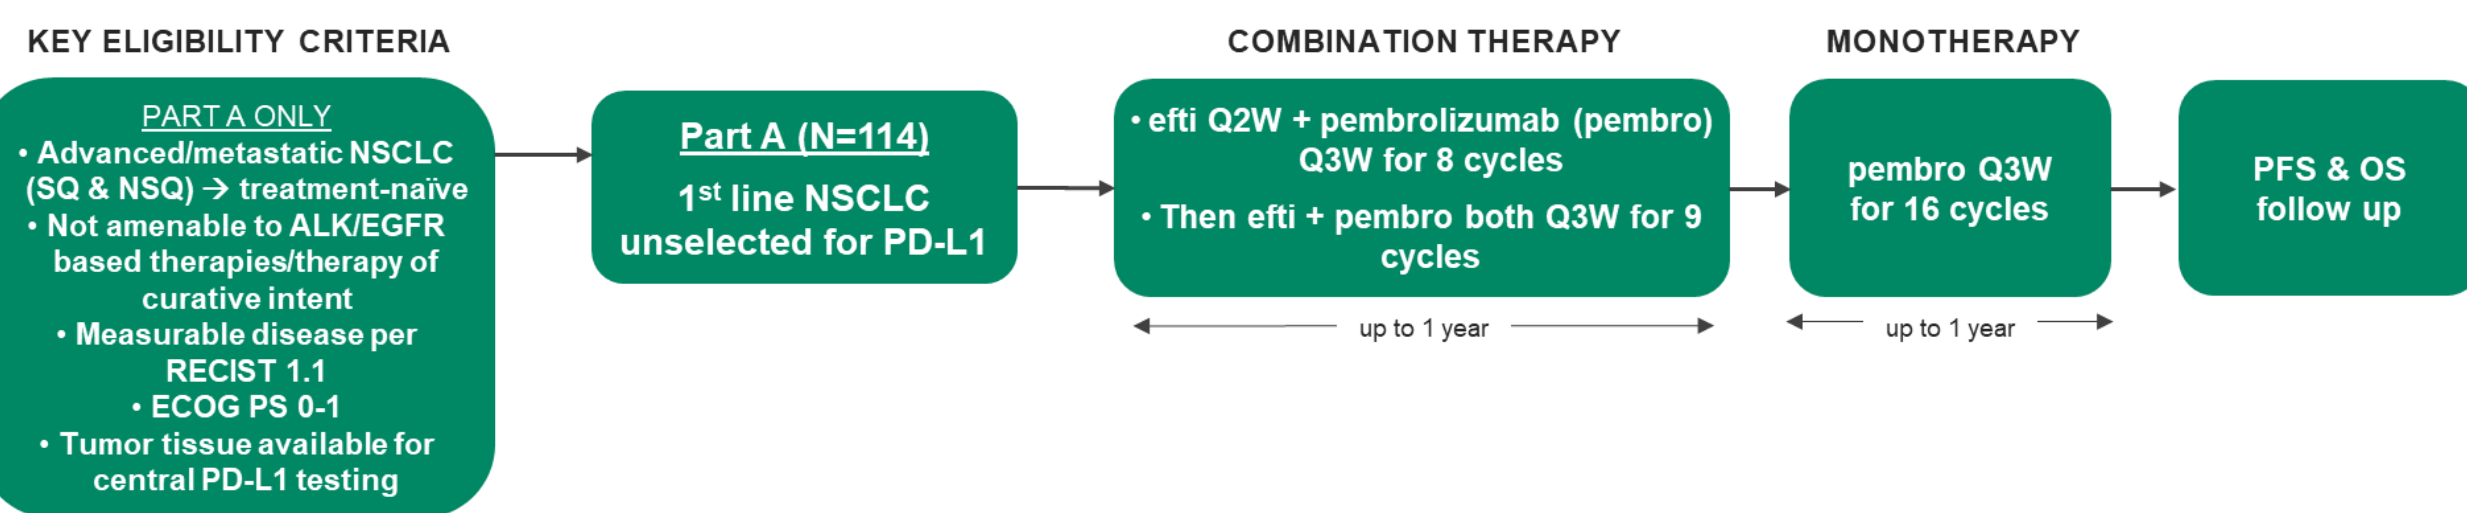 KEY ELIGIBILITY CRITERIA
PART A ONLY
• Advanced/metastatic NSCLC
(SQ & NSQ) → treatment-naïve
• Not amenable to ALK/EGFR
based therapies/therapy of
curative intent
• Measurable disease per
RECIST 1.1
• ECOG PS 0-1
• Tumor tissue available for
central PD-L1 testing
Part A (N=114)
1st line NSCLC
unselected for PD-L1
COMBINATION THERAPY
• efti Q2W + pembrolizumab (pembro)
Q3W for 8 cycles
• Then efti + pembro both Q3W for 9
cycles
up to 1 year
MONOTHERAPY
pembro Q3W
for 16 cycles
up to 1 year
PFS & OS
follow up